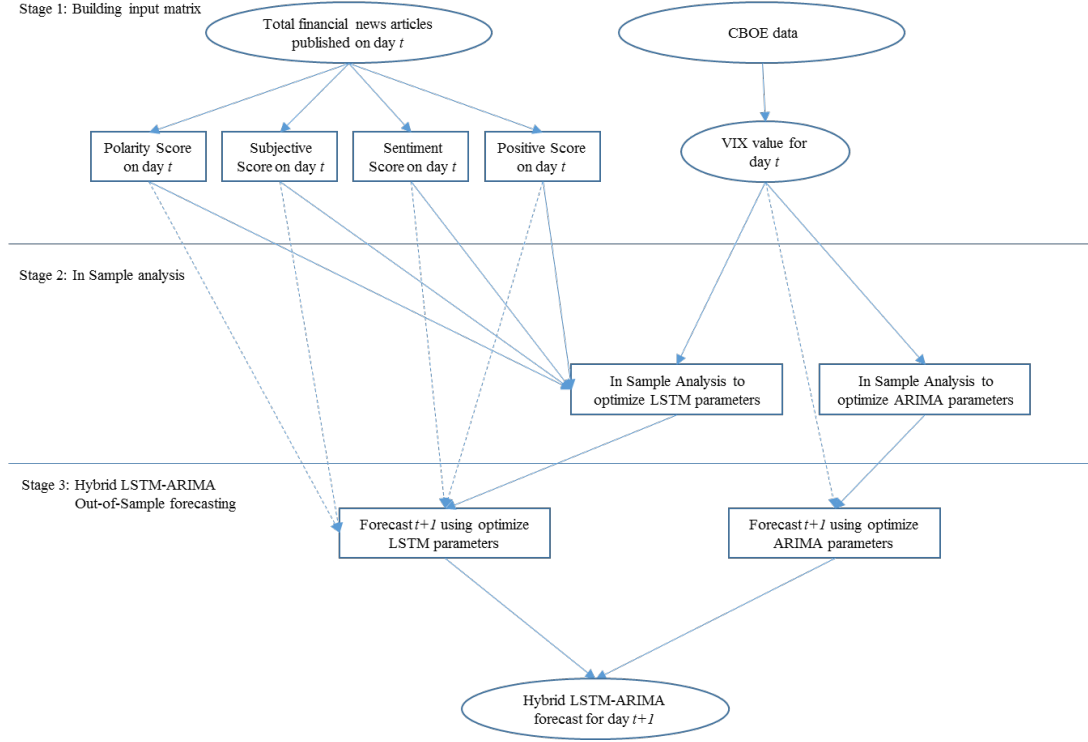 Stage 1: Building input matrix
Total financial news articles
published on day t
CBOE data
Polarity Score
on day t
Subjective
Score on day t
Sentiment
Score on day t
Positive Score
on day t
VIX value for
day t
Stage 2: In Sample analysis
In Sample Analysis to
optimize LSTM parameters
In Sample Analysis to
optimize ARIMA parameters
Stage 3: Hybrid LSTM-ARIMA
Out-of-Sample forecasting
Forecast t+1 using optimize
LSTM parameters
Forecast t+1 using optimize
ARIMA parameters
Hybrid LSTM-ARIMA
forecast for day t+1